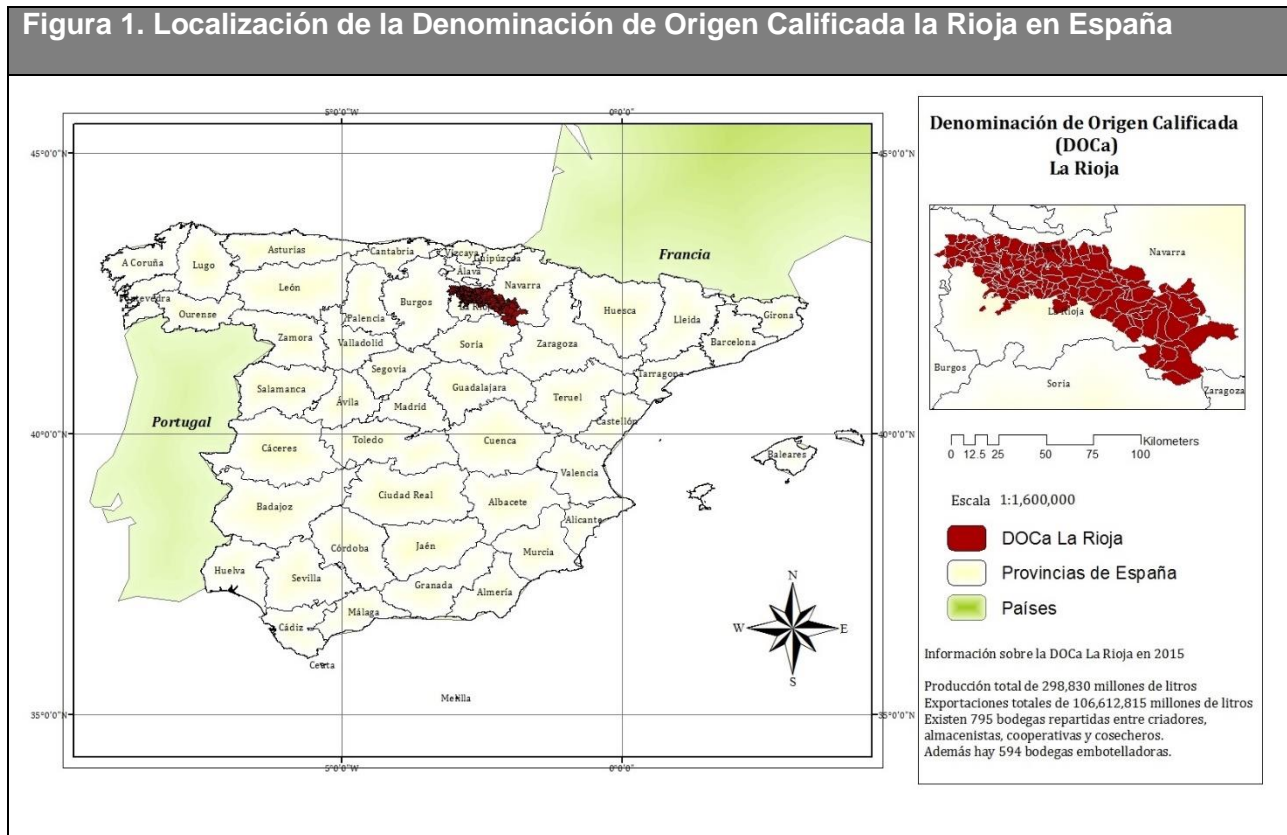 Figura 1. Localización de la Denominación de Origen Calificada la Rioja en España
5°0'0"W
0°0'0"
45°0'0"N
45°0'0"N
Asturias
Cantabria
Vizcaya
Guipúzcoa
A Coruña
Lugo
Álava
Francia
León
Burgos
Navarra
Pontevedra
Ourense
Palencia
La Rioja
Huesca
Lleida
Girona
Zamora
Valladolid
Soría
Zaragoza
Barcelona
Segovia
Tarragona
Salamanca
Ávila
Madrid
Guadalajara
Teruel
Castellón
Portugal
40°0'0"N
40°0'0"N
Cáceres
Toledo
Cuenca
Valencia
Baleares
Badajoz
Ciudad Real
Albacete
Alicante
Córdoba
Jaén
Murcia
Huelva
Sevilla
Granada
Almería
Málaga
Cádiz
Ceuta
Melilla
35°0'0"N
35°0'0"N
5°0'0"W
0°0'0"
N
W
E
S
Denominación de Origen Calificada
(DOCa)
La Rioja
Navarra
La Rioja
Burgos
Soría
Zaragoza
Kilometers
0 12.5 25 50 75 100
Escala 1:1,600,000
DOCa La Rioja
Provincias de España
Países
Información sobre la DOCa La Rioja en 2015
Producción total de 298,830 millones de litros
Exportaciones totales de 106,612,815 millones de litros
Existen 795 bodegas repartidas entre criadores,
almacenistas, cooperativas y cosecheros.
Además hay 594 bodegas embotelladoras.